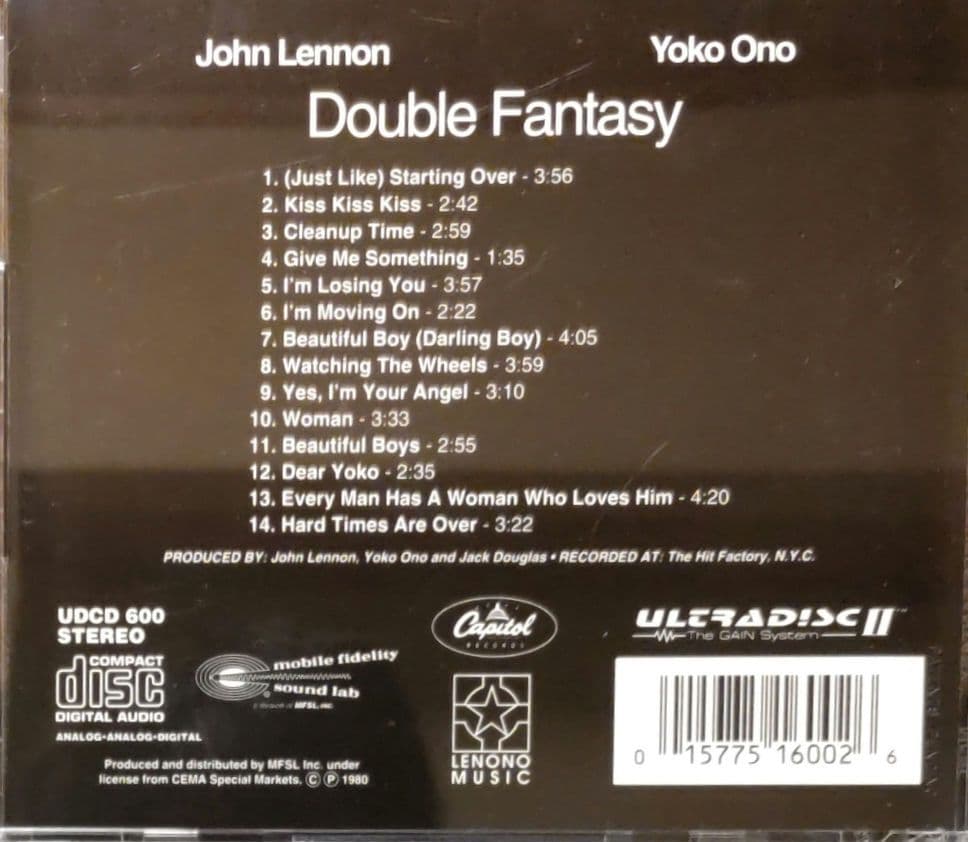 John Lennon Yoko Ono
Double Fantasy
1. (Just Like) Starting Over - 3:56
2. Kiss Kiss Kiss - 2:42
3. Cleanup Time - 2:59
4. Give Me Something - 1:35
5. I'm Losing You - 3:57
6. I'm Moving On - 2:22
7. Beautiful Boy (Darling Boy) - 4:05
8. Watching The Wheels - 3:59
9. Yes, I'm Your Angel - 3:10
10. Woman - 3:33
11. Beautiful Boys - 2:55
12. Dear Yoko - 2:35
13. Every Man Has A Woman Who Loves Him - 4:20
14. Hard Times Are Over - 3:22
PRODUCED BY: John Lennon, Yoko Ono and Jack Douglas • RECORDED AT: The Hit Factory, N.Y.C.
UDCD 600
STEREO
COMPACT
disc
DIGITAL AUDIO
ANALOG-ANALOG-DIGITAL
mobile fidelity
sound lab
MFSL, INC.
Produced and distributed by MFSL Inc. under
license from CEMA Special Markets. Ⓒ Ⓟ 1980
Capitol
RECORDS
LENONO
MUSIC
ULTRADISC II™
The GAIN System
0 15775 16002 6